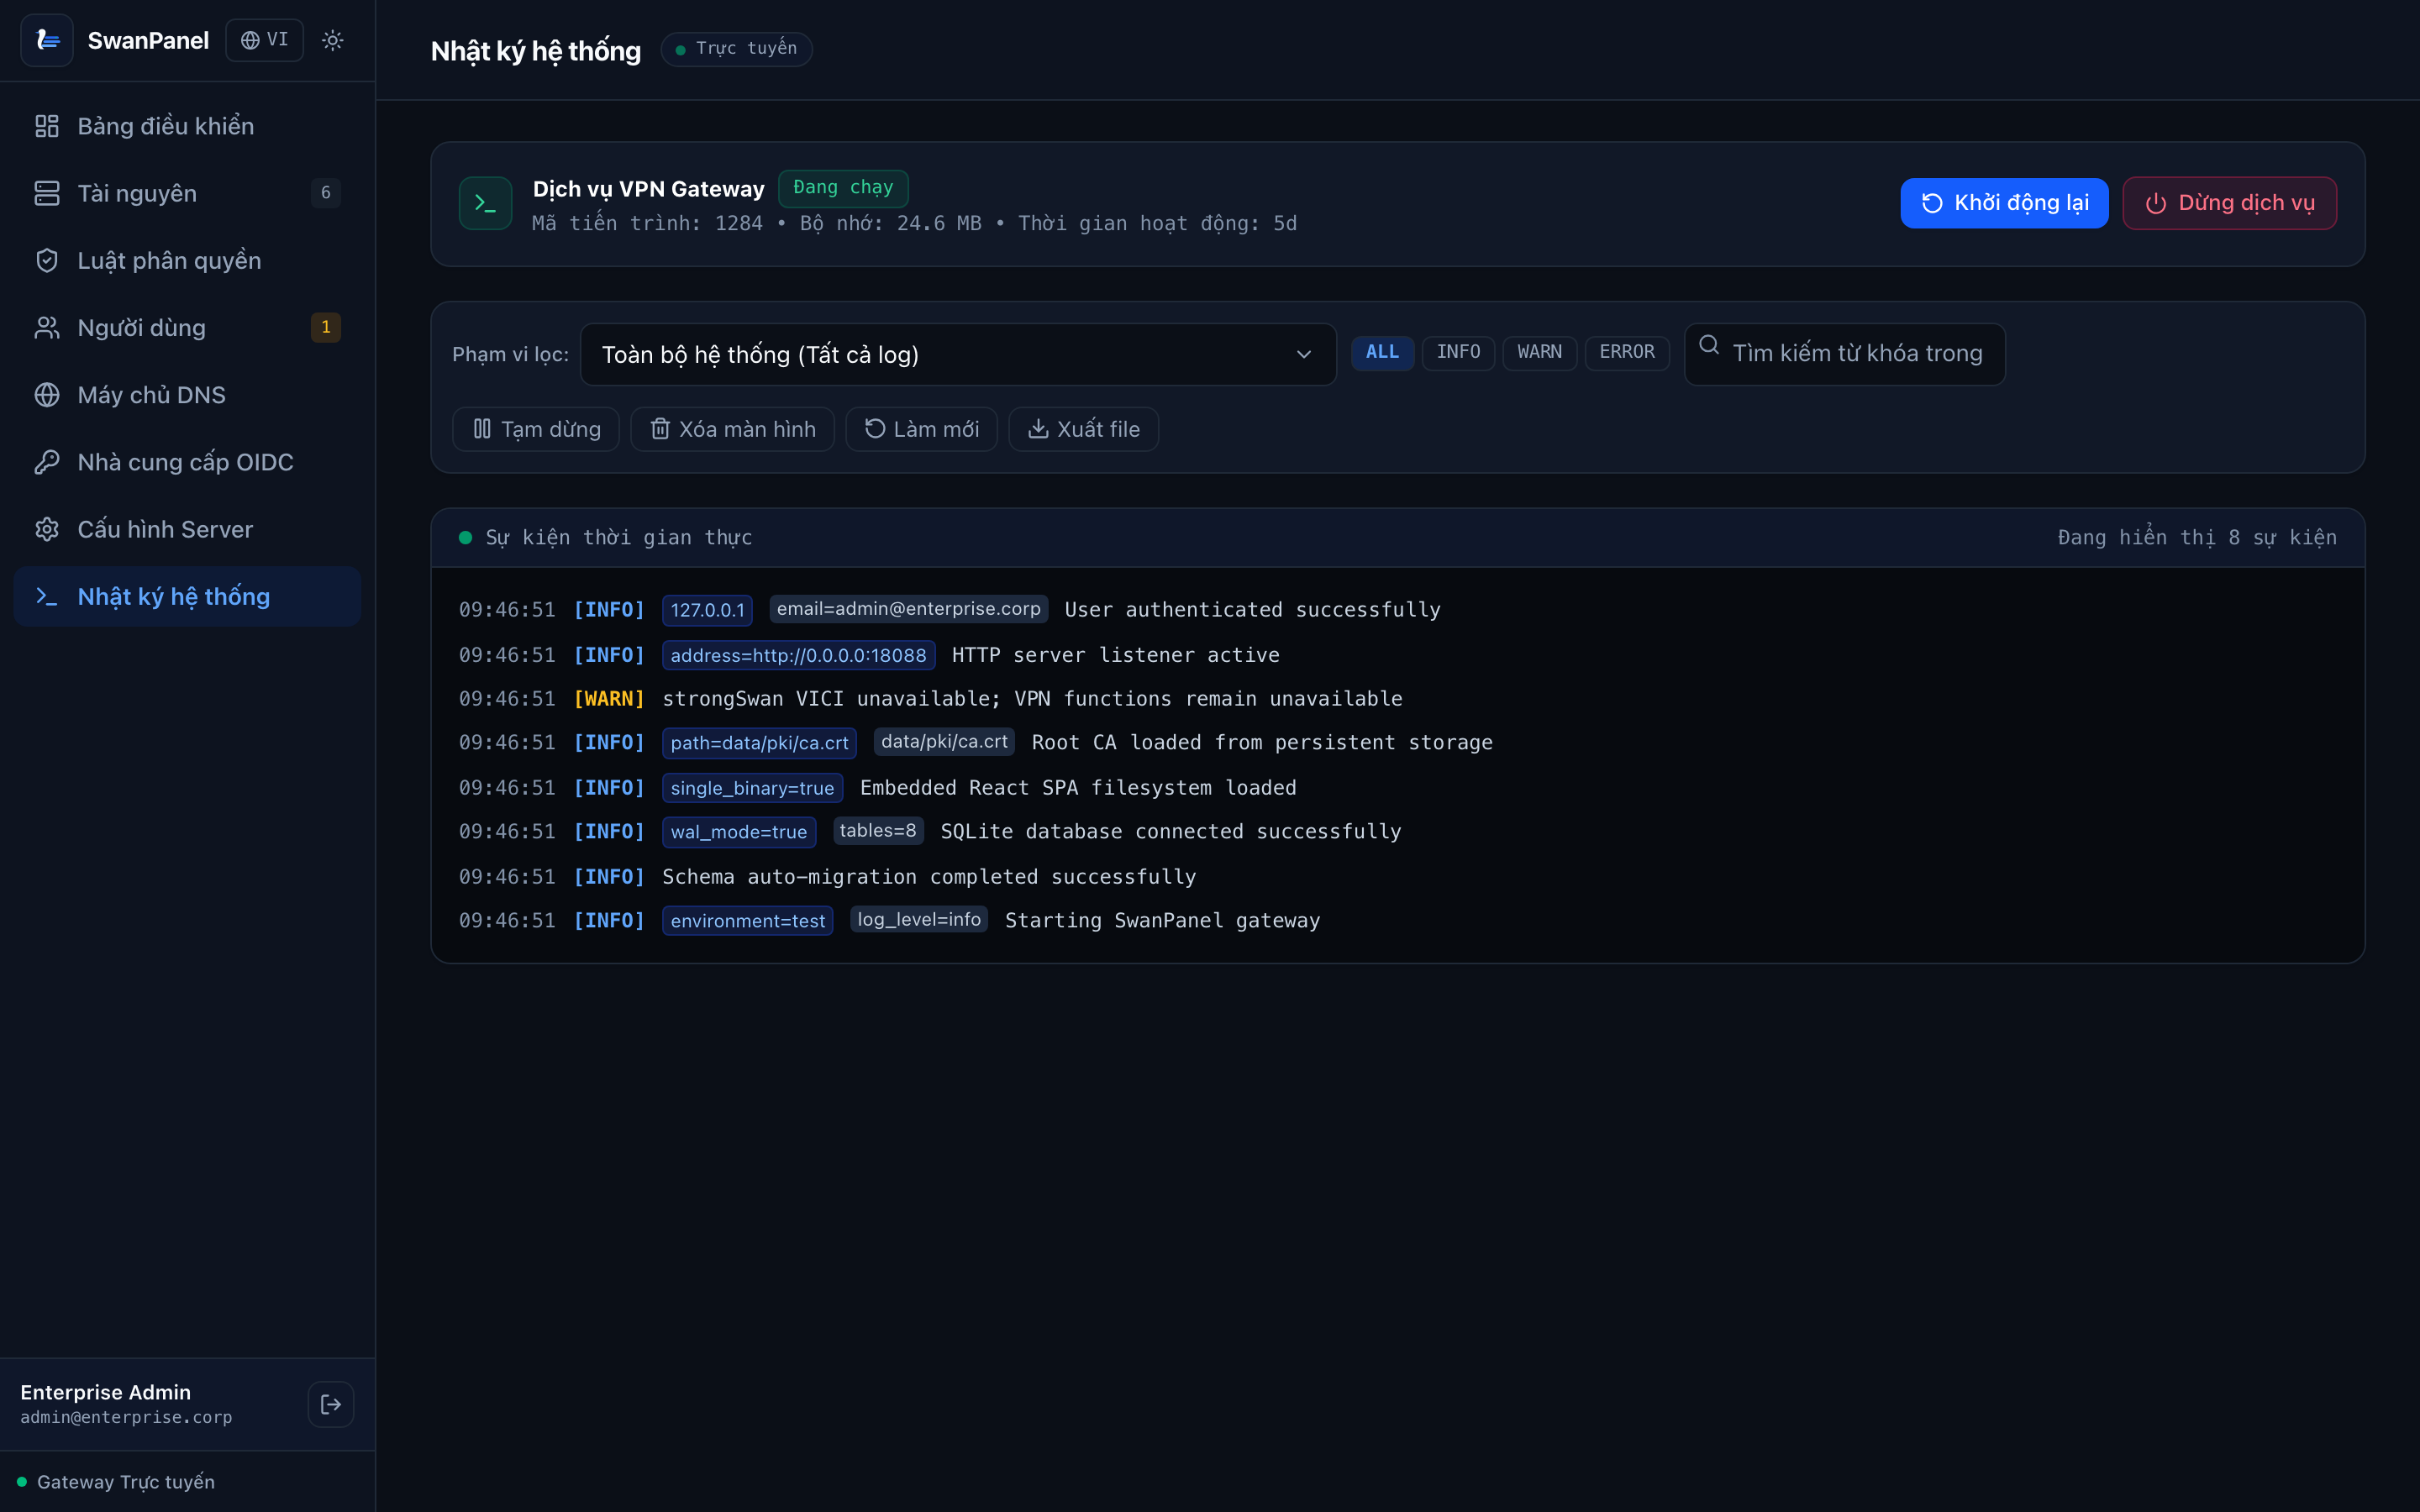 SwanPanel VI
Bảng điều khiển
Tài nguyên 6
Luật phân quyền
Người dùng 1
Máy chủ DNS
Nhà cung cấp OIDC
Cấu hình Server
Nhật ký hệ thống
Enterprise Admin
admin@enterprise.corp
Gateway Trực tuyến
Nhật ký hệ thống Trực tuyến
Dịch vụ VPN Gateway Đang chạy
Mã tiến trình: 1284 • Bộ nhớ: 24.6 MB • Thời gian hoạt động: 5d
Khởi động lại Dừng dịch vụ
Phạm vi lọc: Toàn bộ hệ thống (Tất cả log) ALL INFO WARN ERROR Tìm kiếm từ khóa trong
Tạm dừng Xóa màn hình Làm mới Xuất file
Sự kiện thời gian thực Đang hiển thị 8 sự kiện
09:46:51 [INFO] 127.0.0.1 email=admin@enterprise.corp User authenticated successfully
09:46:51 [INFO] address=http://0.0.0.0:18088 HTTP server listener active
09:46:51 [WARN] strongSwan VICI unavailable; VPN functions remain unavailable
09:46:51 [INFO] path=data/pki/ca.crt data/pki/ca.crt Root CA loaded from persistent storage
09:46:51 [INFO] single_binary=true Embedded React SPA filesystem loaded
09:46:51 [INFO] wal_mode=true tables=8 SQLite database connected successfully
09:46:51 [INFO] Schema auto-migration completed successfully
09:46:51 [INFO] environment=test log_level=info Starting SwanPanel gateway